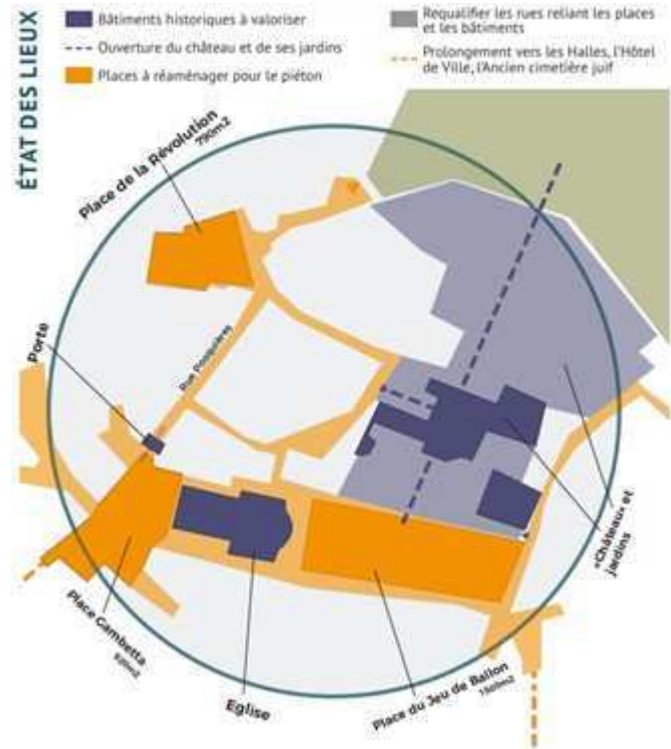 ÉTAT DES LIEUX
Bâtiments historiques à valoriser
Ouverture du château et de ses jardins
Places à réaménager pour le piéton
Requalifier les rues reliant les places
et les bâtiments
Prolongement vers les Halles, l'Hôtel
de Ville, l'Ancien cimetière juif
Place de la Révolution
790m2
Porte
Rue
«Château» et
jardins
Place Gambetta
Eglise
Place du Jeu de Ballon